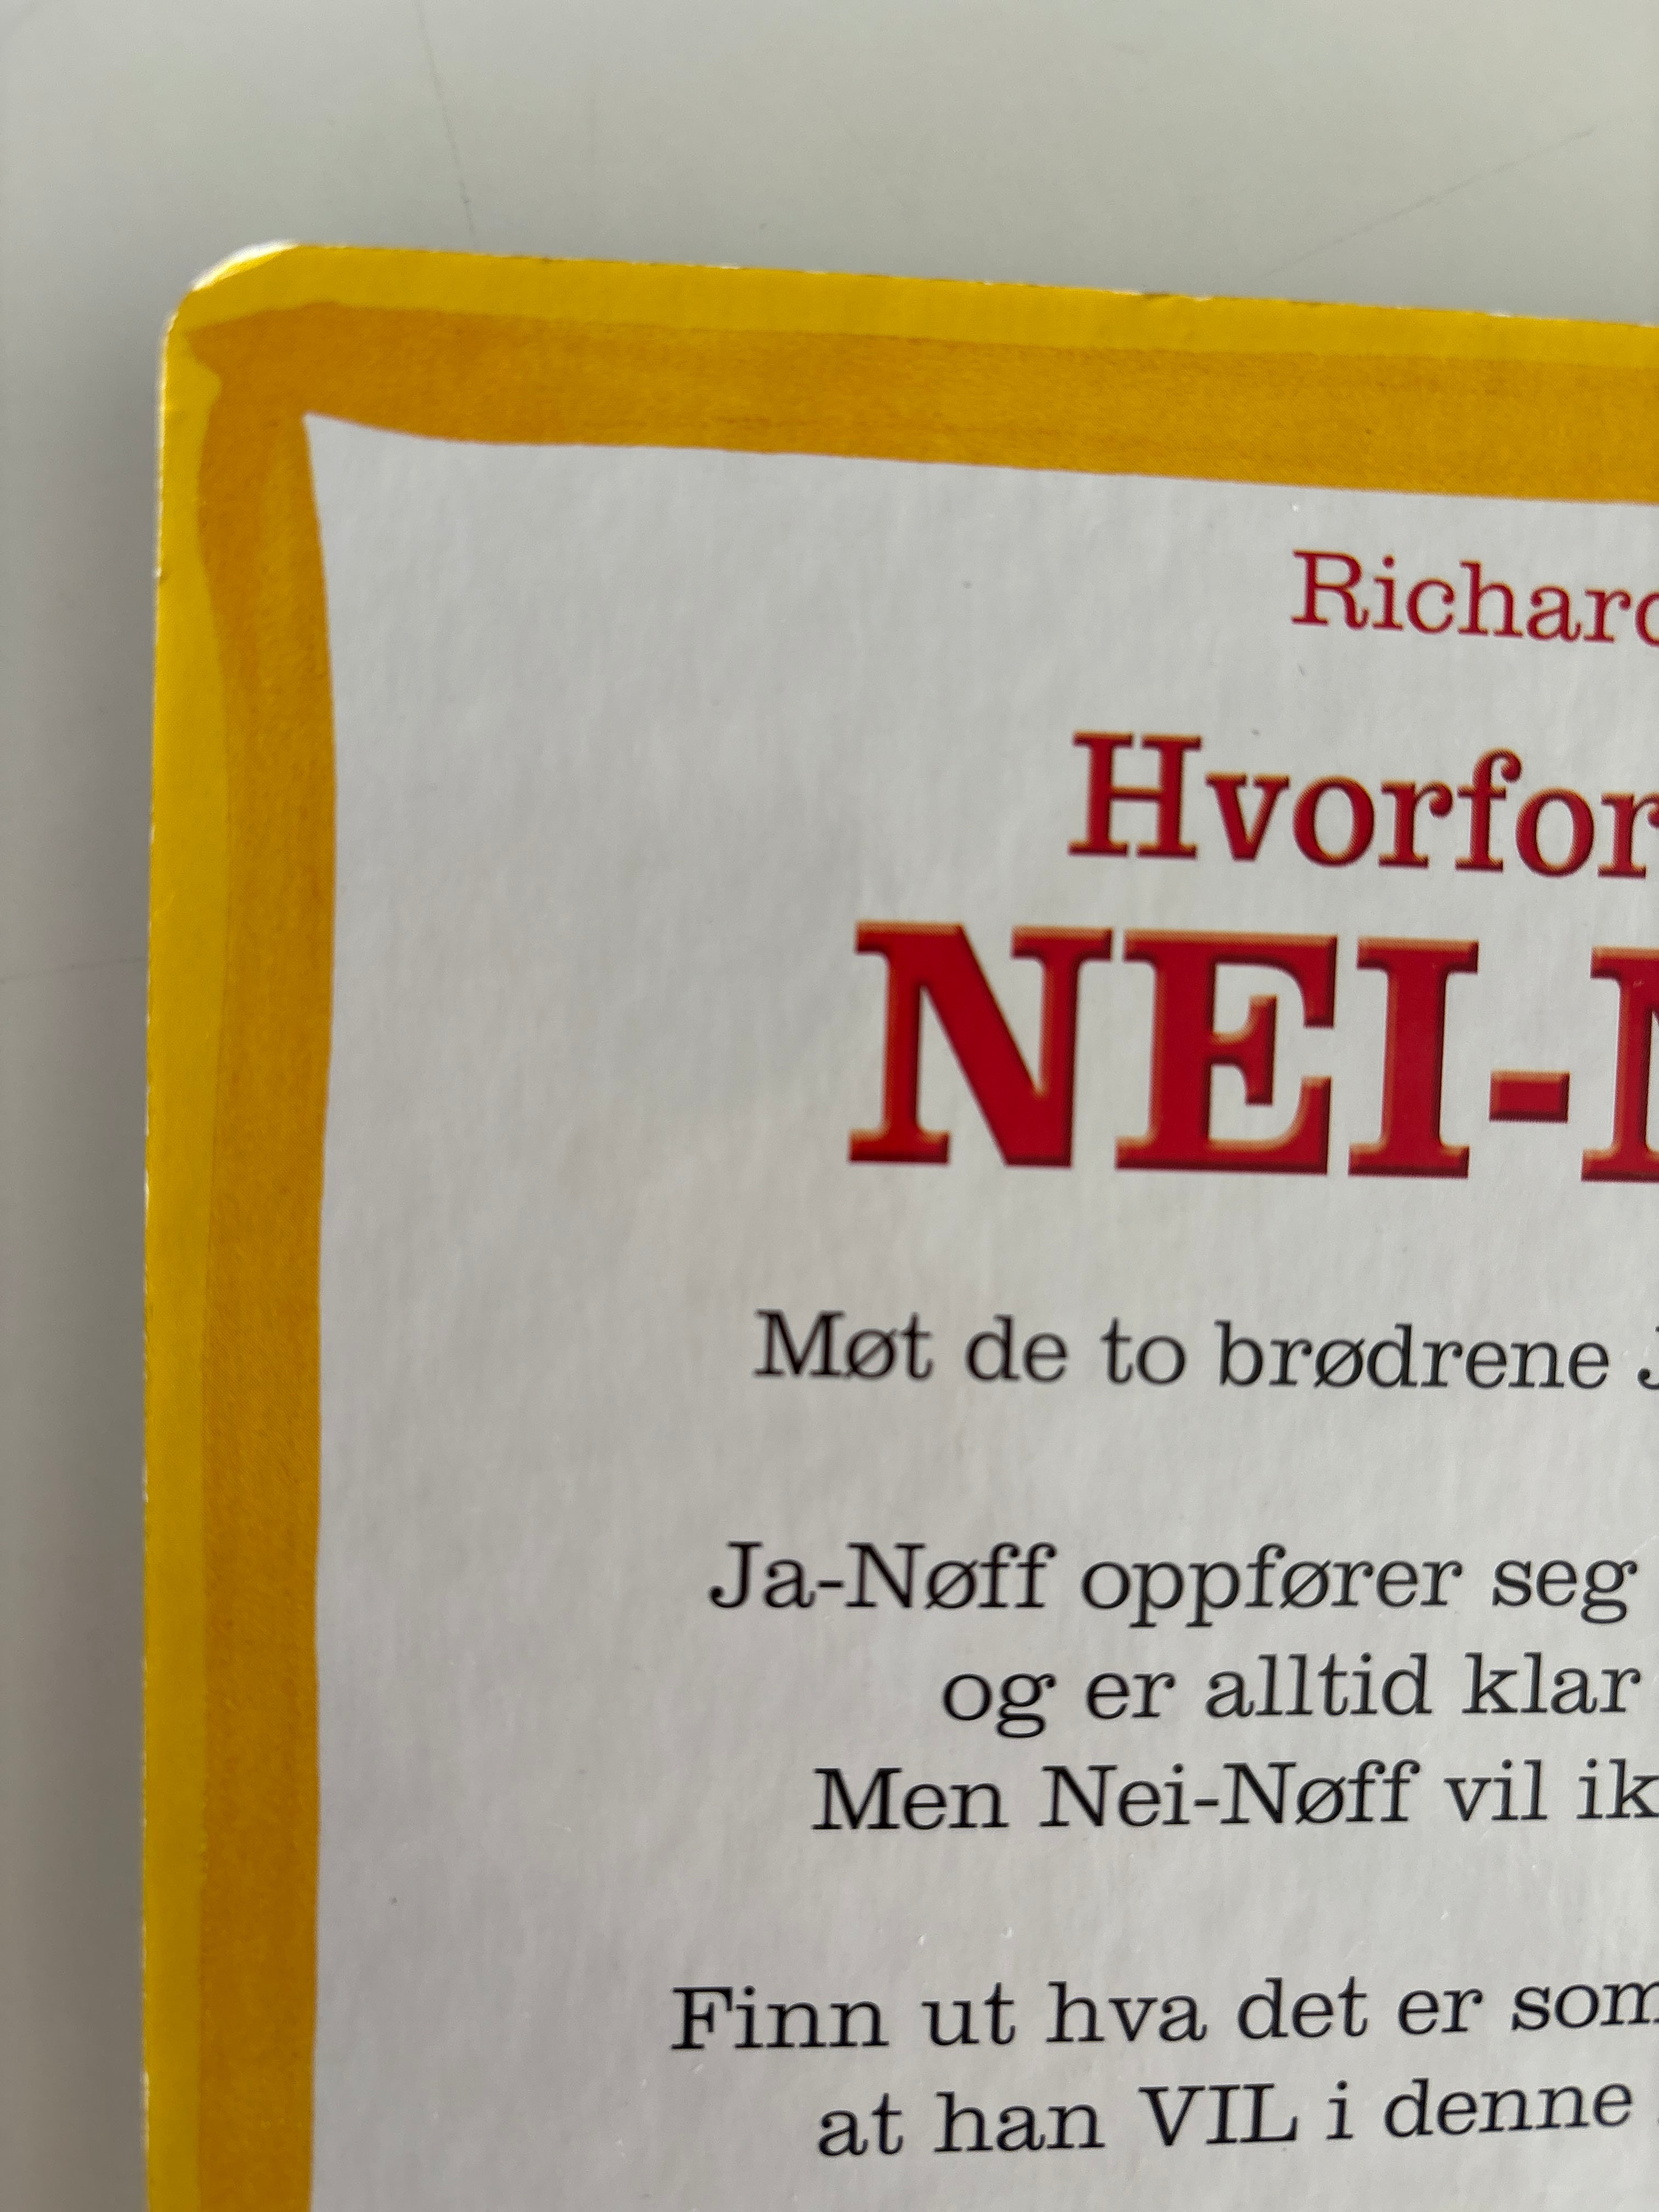 Richard
Hvorfor
NEI-N
Møt de to brødrene J
Ja-Nøff oppfører seg
og er alltid klar
Men Nei-Nøff vil ik
Finn ut hva det er som
at han VIL i denne